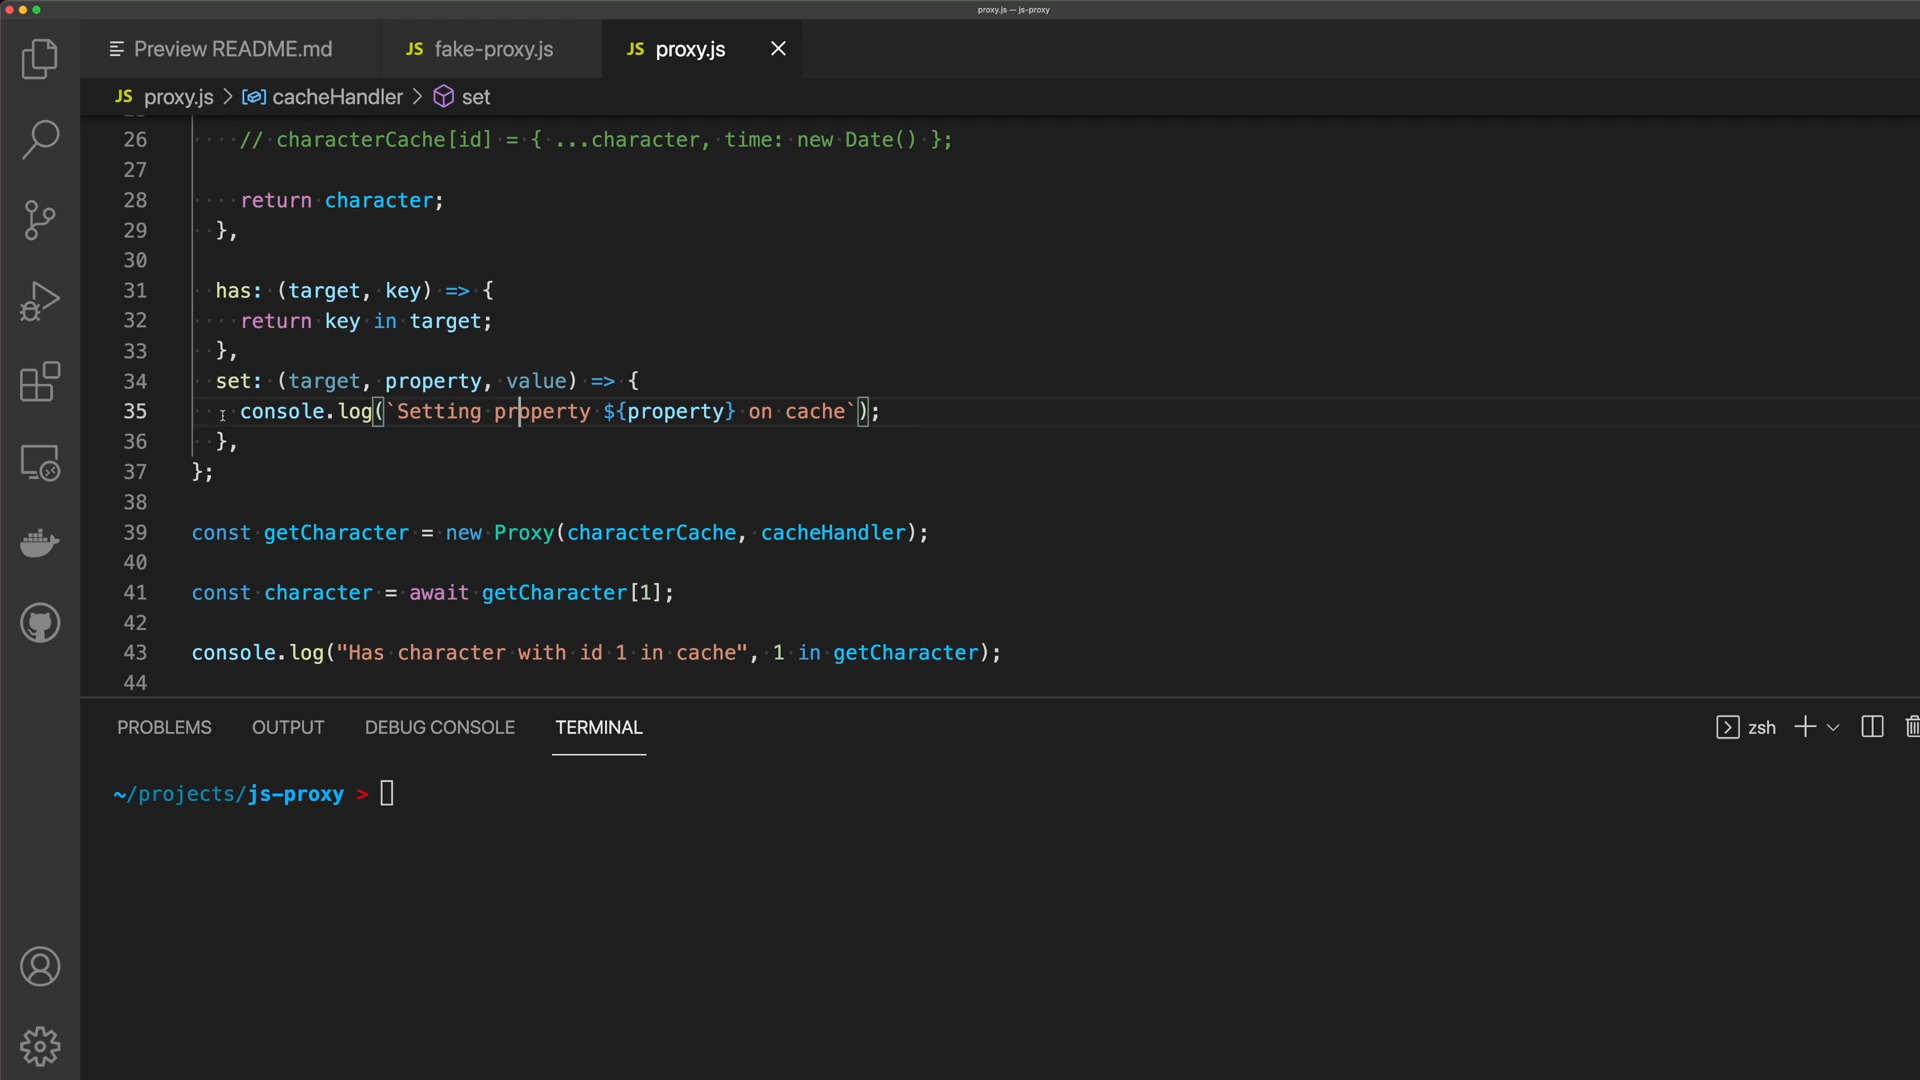 proxy.js — js-proxy
Preview README.md
JS fake-proxy.js
JS proxy.js
JS proxy.js > cacheHandler > set
26 // characterCache[id] = { ...character, time: new Date() };
27
28 return character;
29 },
30
31 has: (target, key) => {
32 return key in target;
33 },
34 set: (target, property, value) => {
35 console.log(`Setting property ${property} on cache`);
36 },
37 };
38
39 const getCharacter = new Proxy(characterCache, cacheHandler);
40
41 const character = await getCharacter[1];
42
43 console.log("Has character with id 1 in cache", 1 in getCharacter);
44
PROBLEMS OUTPUT DEBUG CONSOLE TERMINAL
zsh
~/projects/js-proxy >